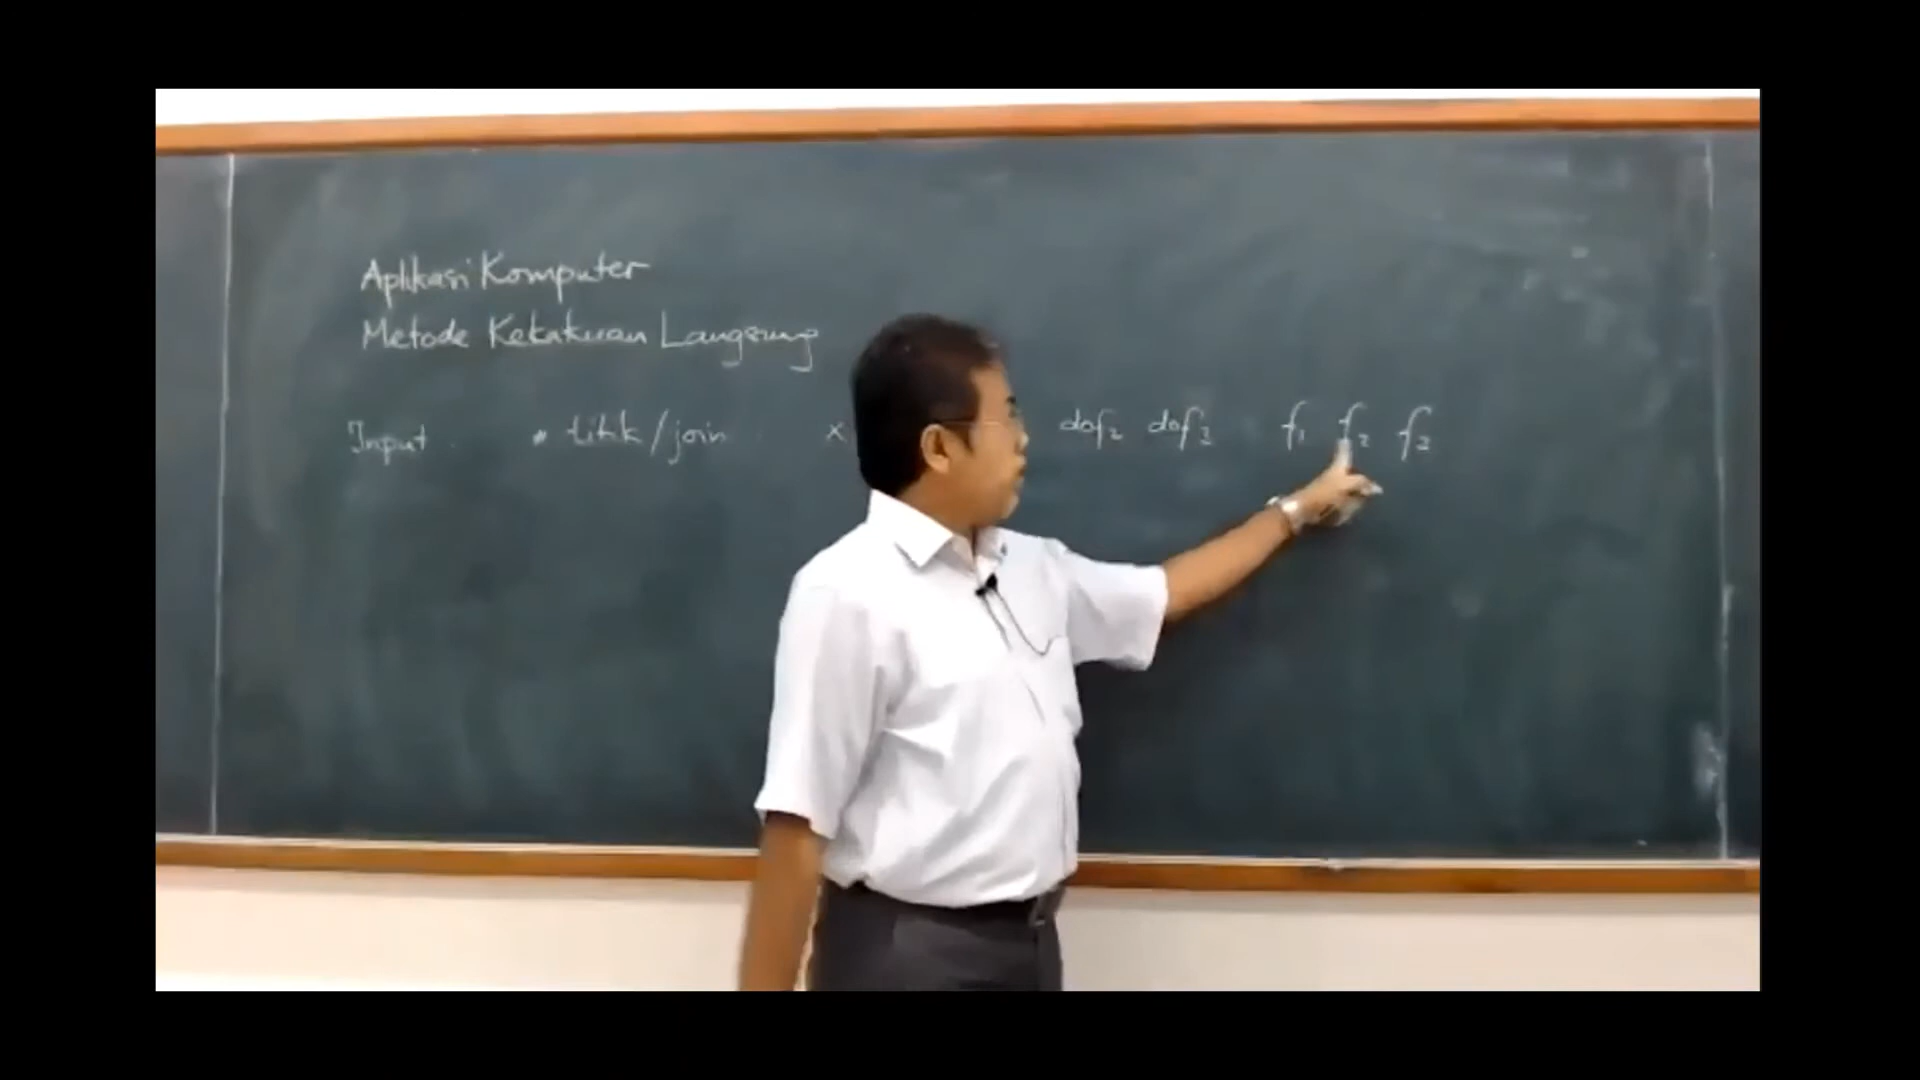 Aplikasi Komputer
Metode Kekakuan Langsung
Input • titik/join x dof₂ dof₃ f₁ f₂ f₃